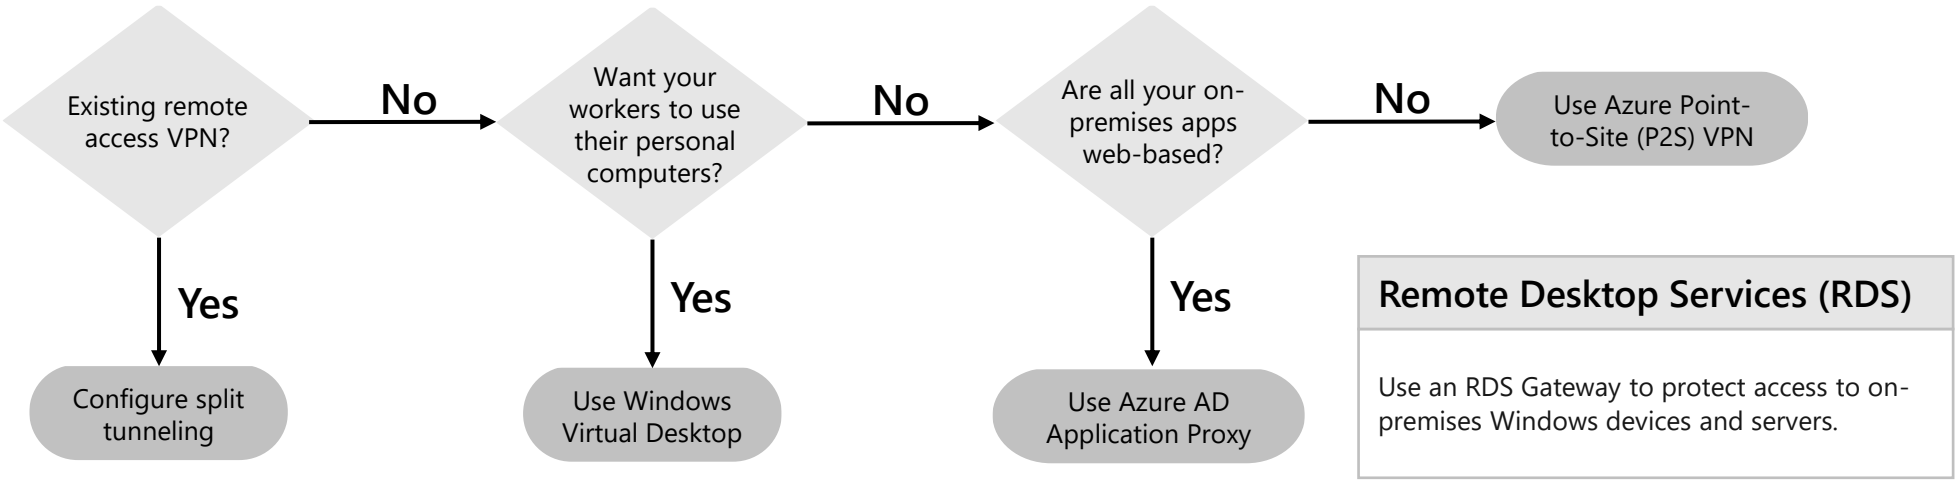 Existing remote
access VPN?
No
Want your
workers to use
their personal
computers?
No
Are all your on-
premises apps
web-based?
No
Use Azure Point-
to-Site (P2S) VPN
Yes
Configure split
tunneling
Yes
Use Windows
Virtual Desktop
Yes
Use Azure AD
Application Proxy
Remote Desktop Services (RDS)
Use an RDS Gateway to protect access to on-
premises Windows devices and servers.